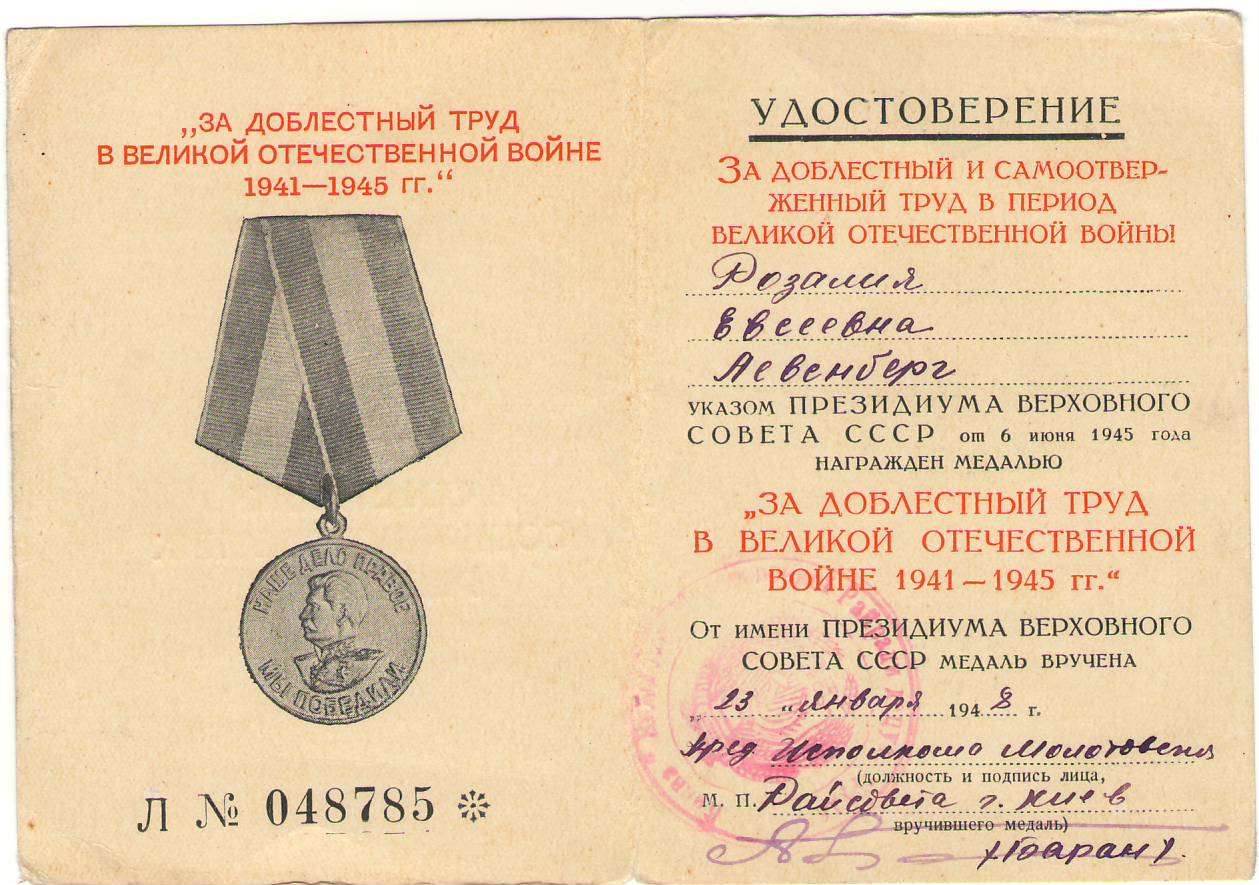 „ЗА ДОБЛЕСТНЫЙ ТРУД
В ВЕЛИКОЙ ОТЕЧЕСТВЕННОЙ ВОЙНЕ
1941—1945 гг.“
НАШЕ ДЕЛО ПРАВОЕ
МЫ ПОБЕДИЛИ
Л № 048785
УДОСТОВЕРЕНИЕ
ЗА ДОБЛЕСТНЫЙ И САМООТВЕР-
ЖЕННЫЙ ТРУД В ПЕРИОД
ВЕЛИКОЙ ОТЕЧЕСТВЕННОЙ ВОЙНЫ
Розалия
Евсеевна
Левенберг
УКАЗОМ ПРЕЗИДИУМА ВЕРХОВНОГО
СОВЕТА СССР от 6 июня 1945 года
НАГРАЖДЕН МЕДАЛЬЮ
„ЗА ДОБЛЕСТНЫЙ ТРУД
В ВЕЛИКОЙ ОТЕЧЕСТВЕННОЙ
ВОЙНЕ 1941—1945 гг.“
ОТ ИМЕНИ ПРЕЗИДИУМА ВЕРХОВНОГО
СОВЕТА СССР МЕДАЛЬ ВРУЧЕНА
„23 “ января 1948 г.
пред Исполкома Молотовск
(должность и подпись лица,
М. П. Райсовета г. Киев
вручившего медаль)